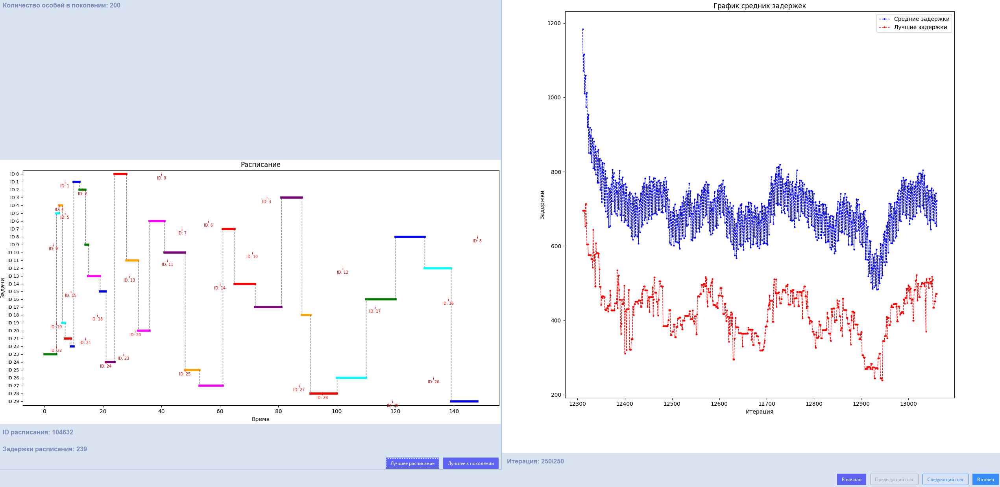 Количество особей в поколении: 200
Расписание
Задачи
ID 0
ID 1
ID 2
ID 3
ID 4
ID 5
ID 6
ID 7
ID 8
ID 9
ID 10
ID 11
ID 12
ID 13
ID 14
ID 15
ID 16
ID 17
ID 18
ID 19
ID 20
ID 21
ID 22
ID 23
ID 24
ID 25
ID 26
ID 27
ID 28
ID 29
ID: 0
ID: 1
ID: 2
ID: 3
ID: 4
ID: 5
ID: 6
ID: 7
ID: 8
ID: 9
ID: 10
ID: 11
ID: 12
ID: 13
ID: 14
ID: 15
ID: 16
ID: 17
ID: 18
ID: 19
ID: 20
ID: 21
ID: 22
ID: 23
ID: 24
ID: 25
ID: 26
ID: 27
ID: 28
ID: 29
0 20 40 60 80 100 120 140
Время
ID расписания: 104632
Задержки расписания: 239
Лучшее расписание Лучшее в поколении
График средних задержек
Средние задержки
Лучшие задержки
Задержки
1200
1000
800
600
400
200
12300 12400 12500 12600 12700 12800 12900 13000
Итерация
Итерация: 250/250
В начало Предыдущий шаг Следующий шаг В конец